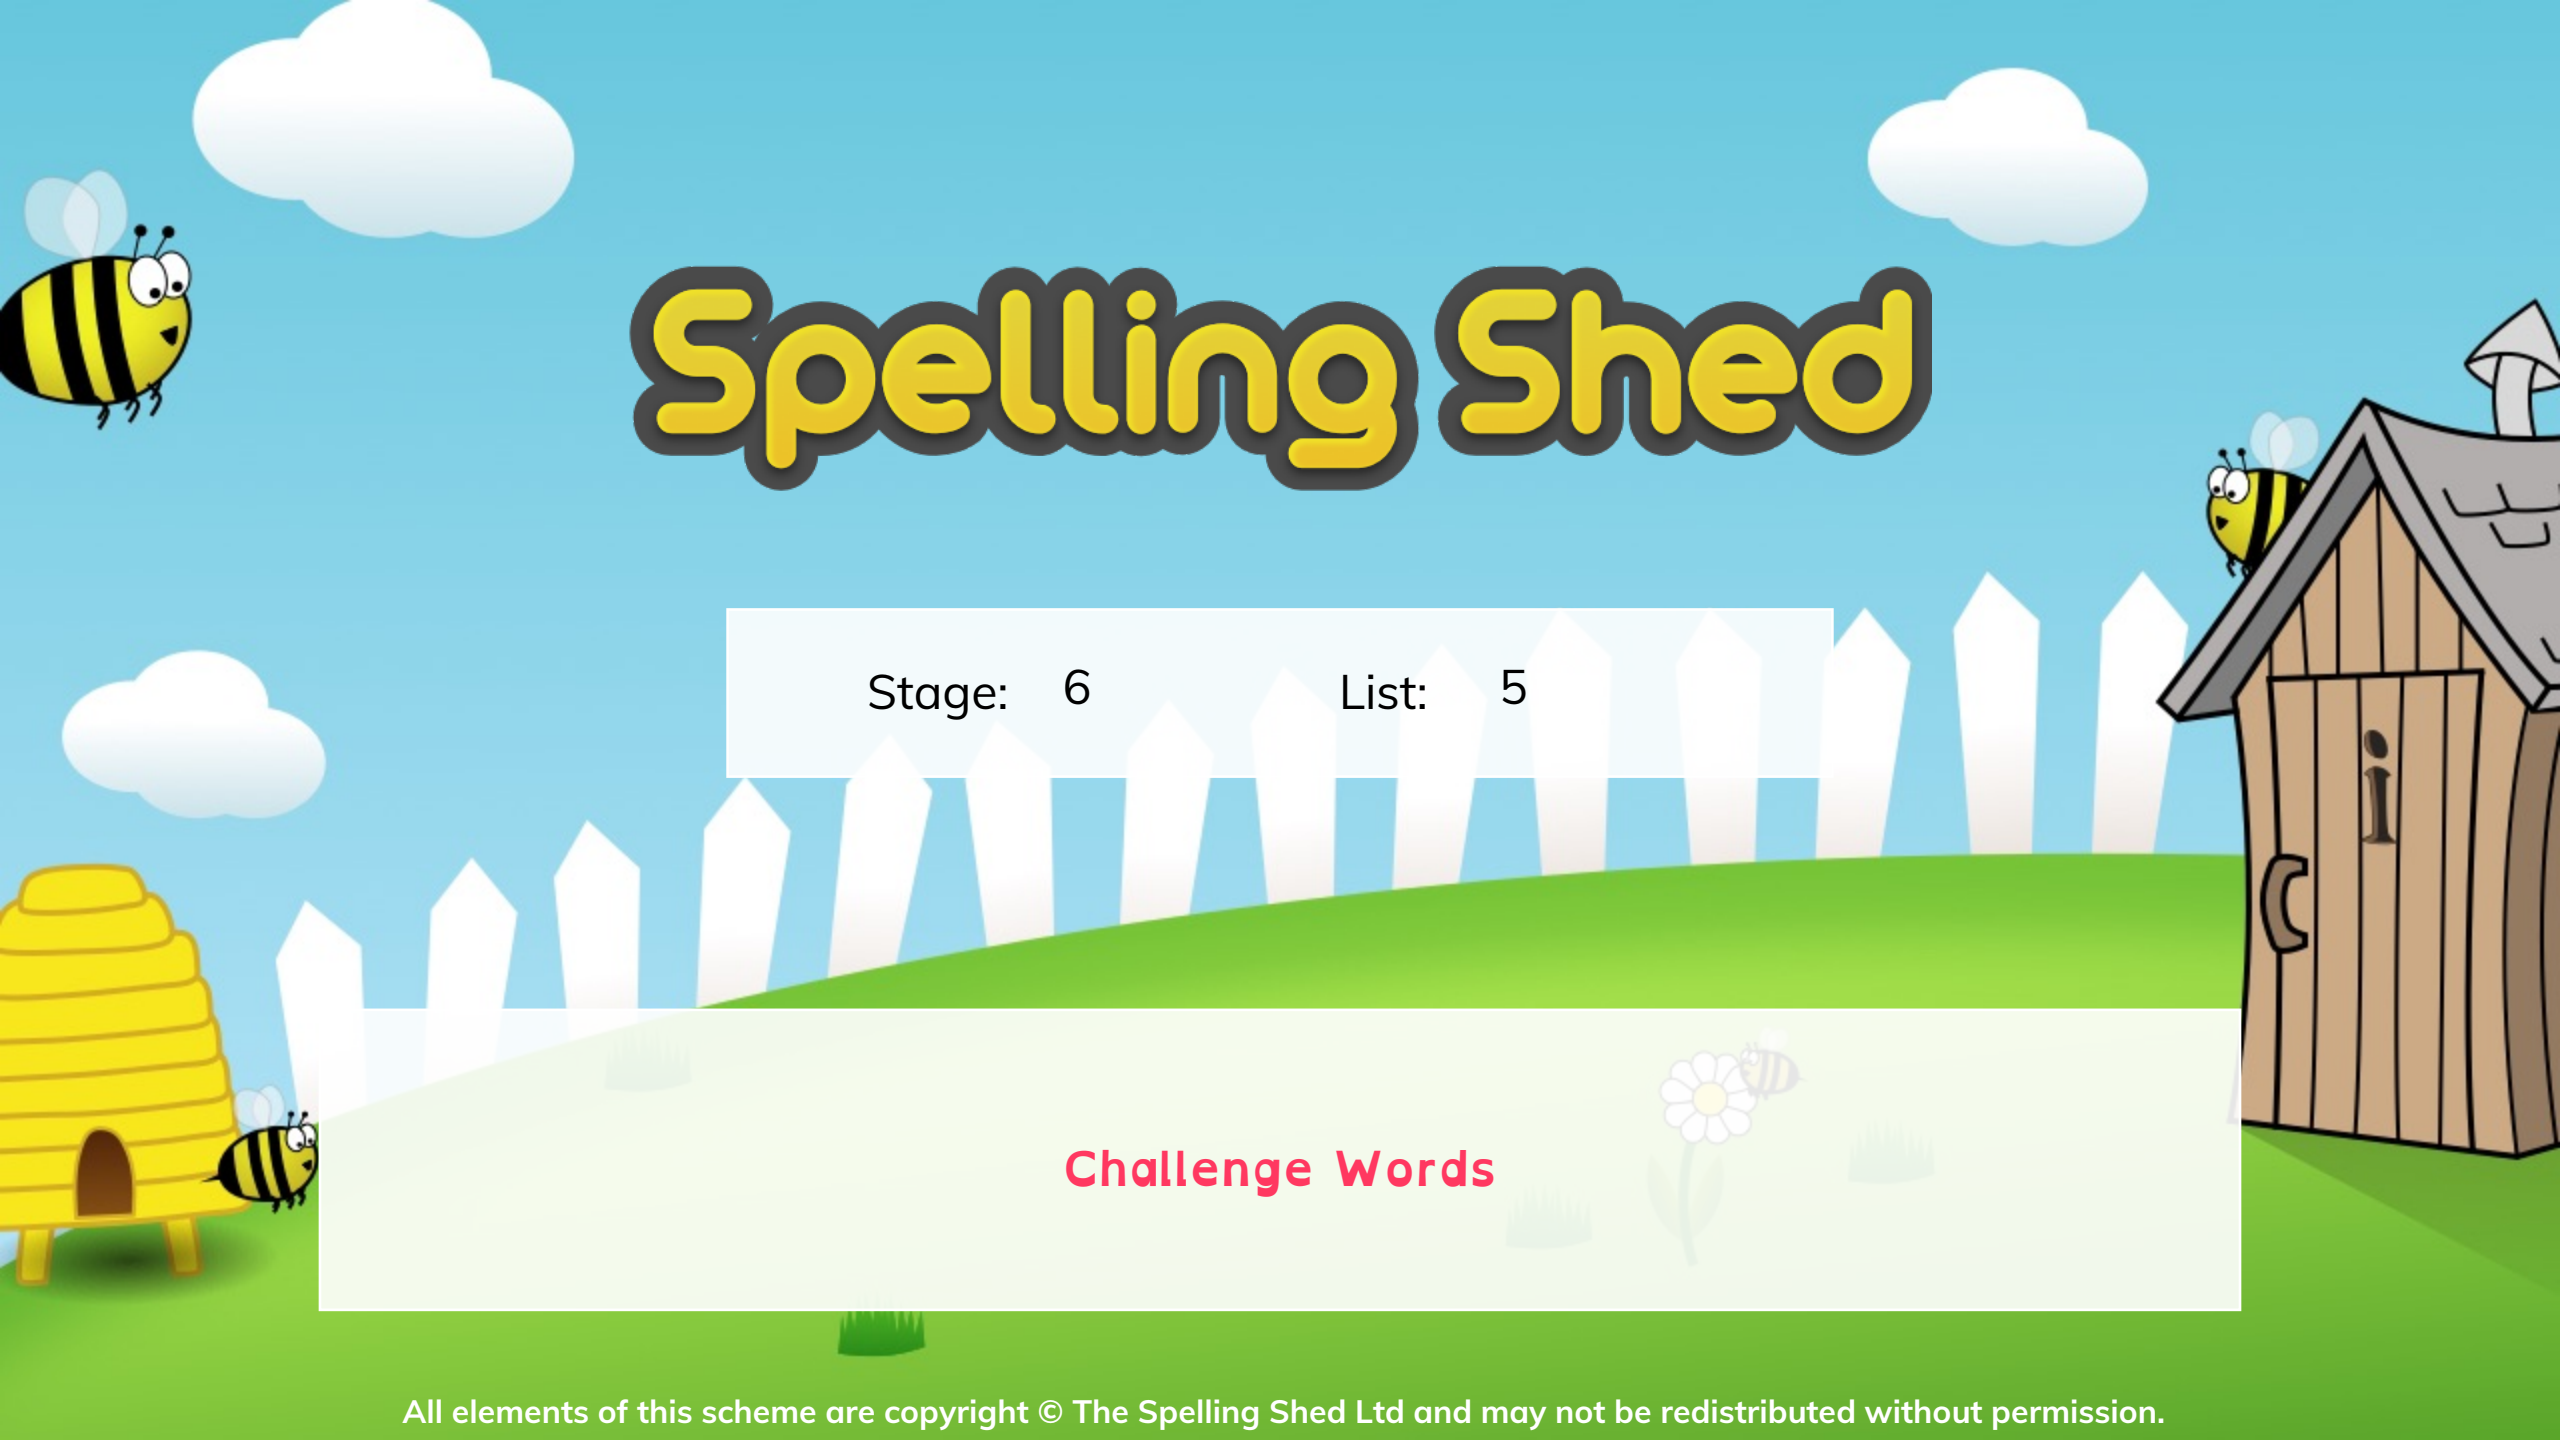 Spelling Shed
Stage: 6 List: 5
i
Challenge Words
All elements of this scheme are copyright © The Spelling Shed Ltd and may not be redistributed without permission.